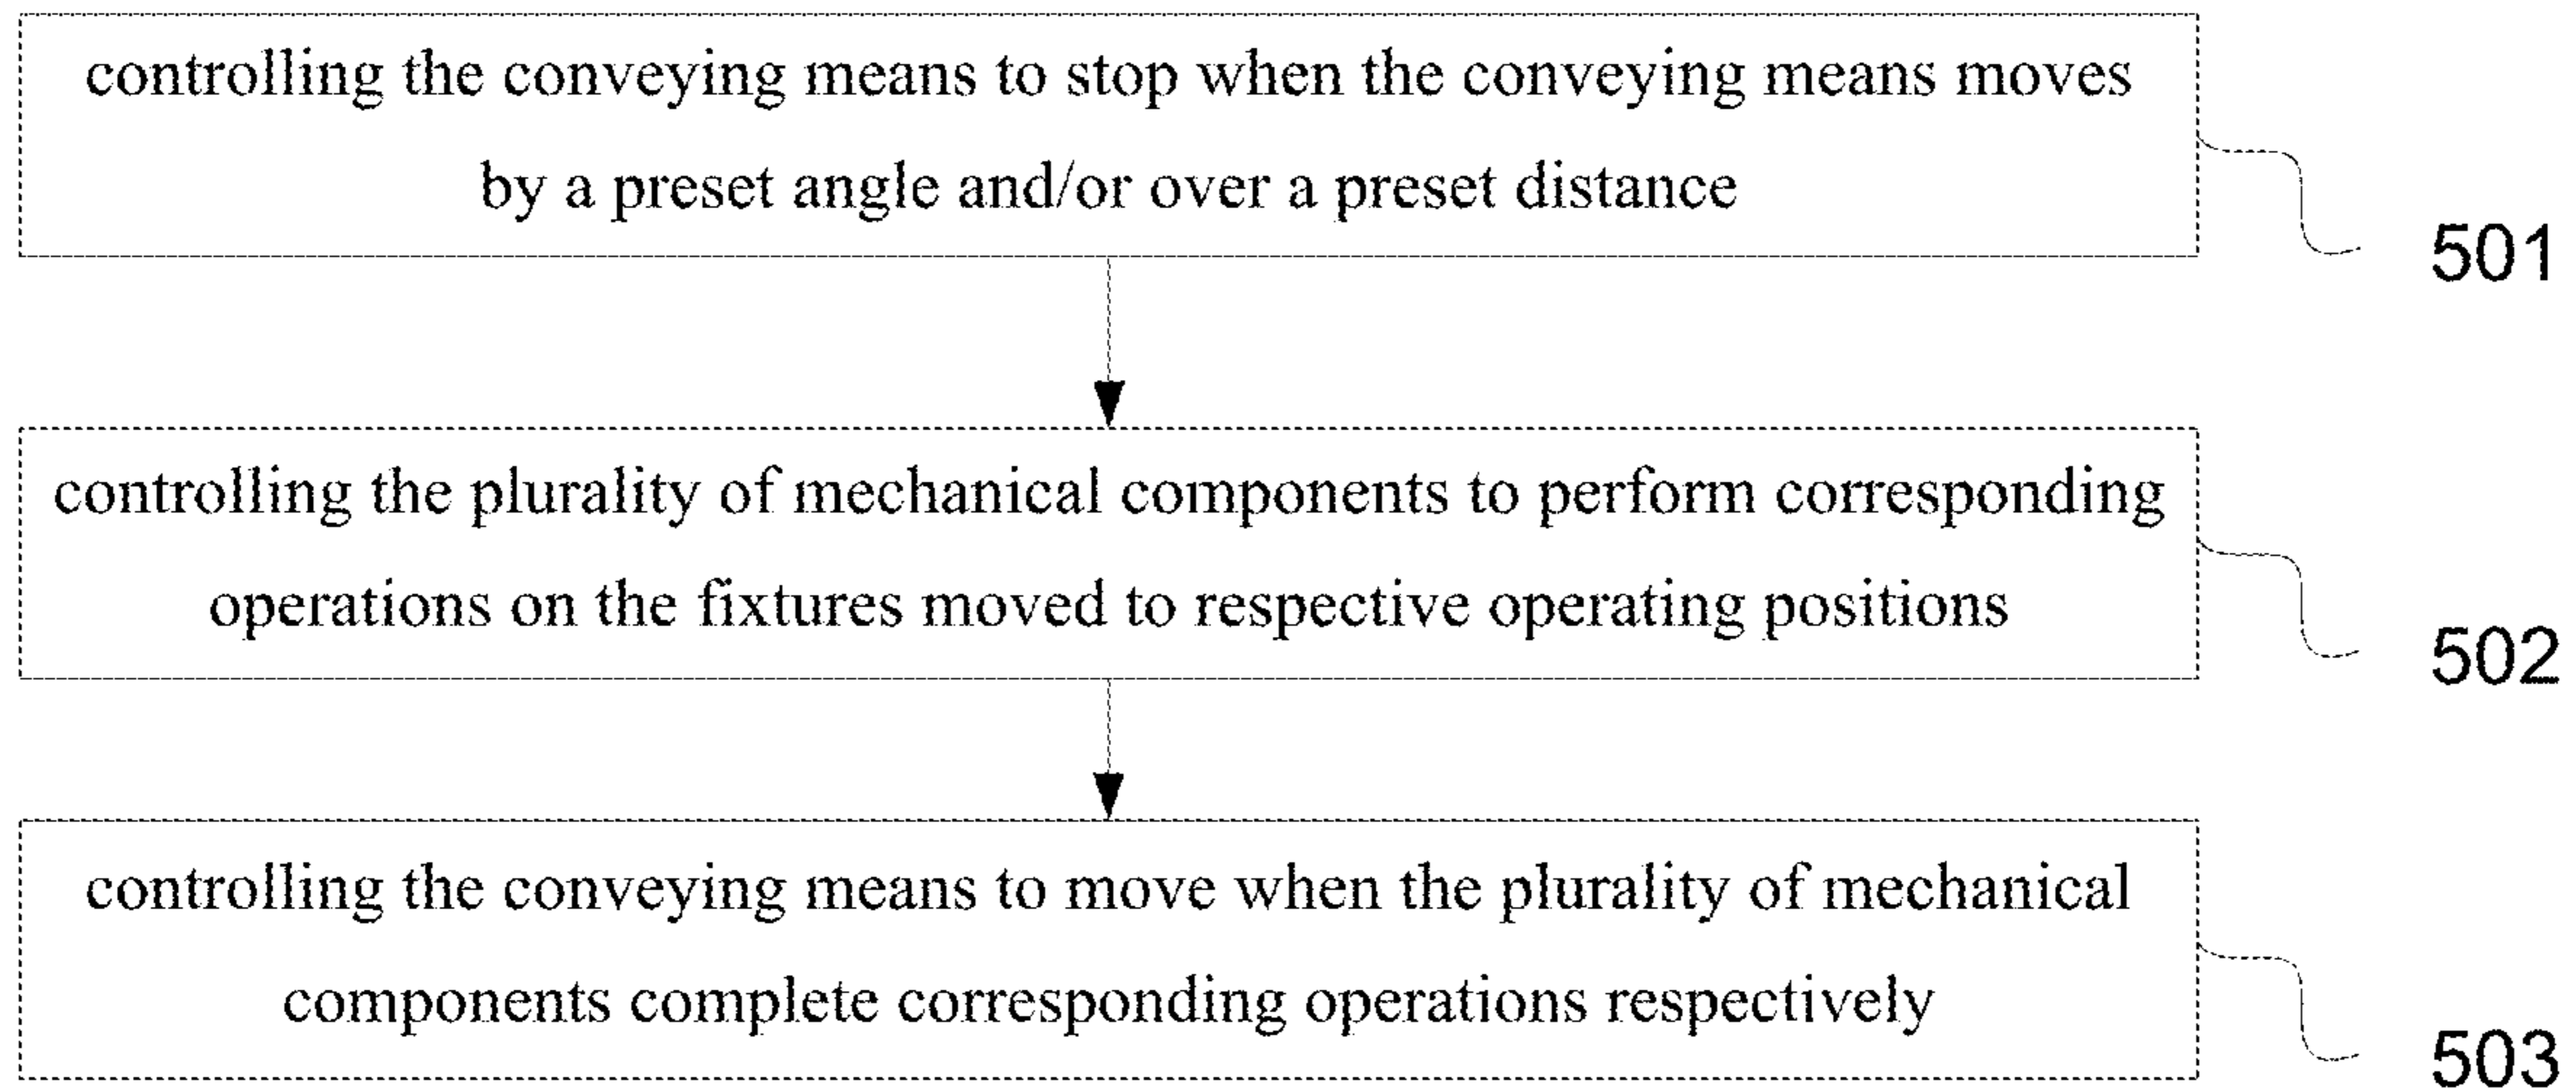 controlling the conveying means to stop when the conveying means moves
by a preset angle and/or over a preset distance
501
controlling the plurality of mechanical components to perform corresponding
operations on the fixtures moved to respective operating positions
502
controlling the conveying means to move when the plurality of mechanical
components complete corresponding operations respectively
503